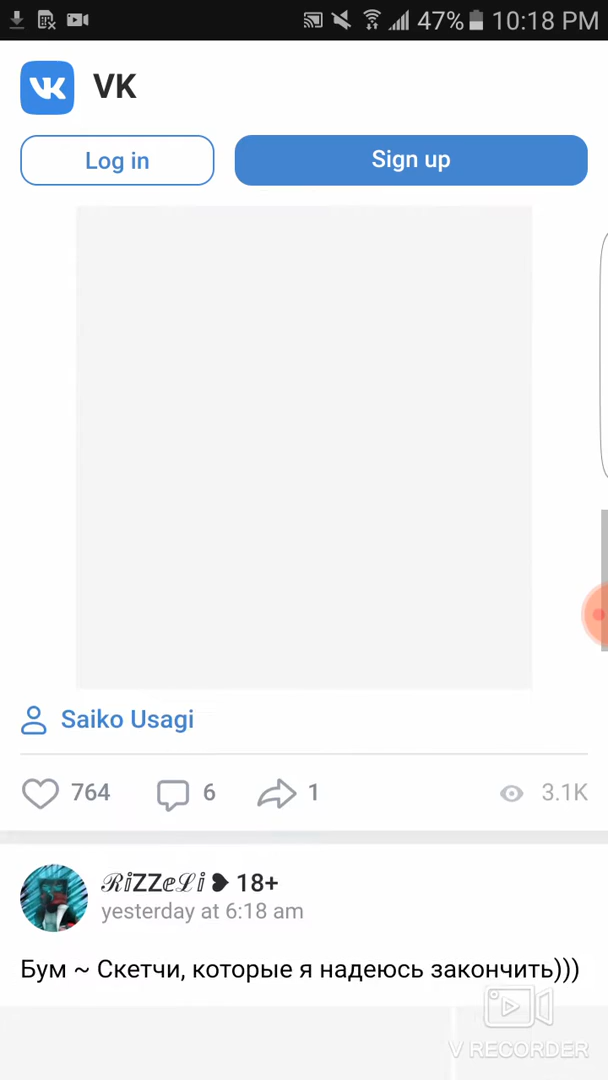 47% 10:18 PM
VK
Log in
Sign up
Saiko Usagi
764 6 1 3.1K
ℛⅈZZⅇℒⅈ ❥ 18+
yesterday at 6:18 am
Бум ~ Скетчи, которые я надеюсь закончить)))
V RECORDER